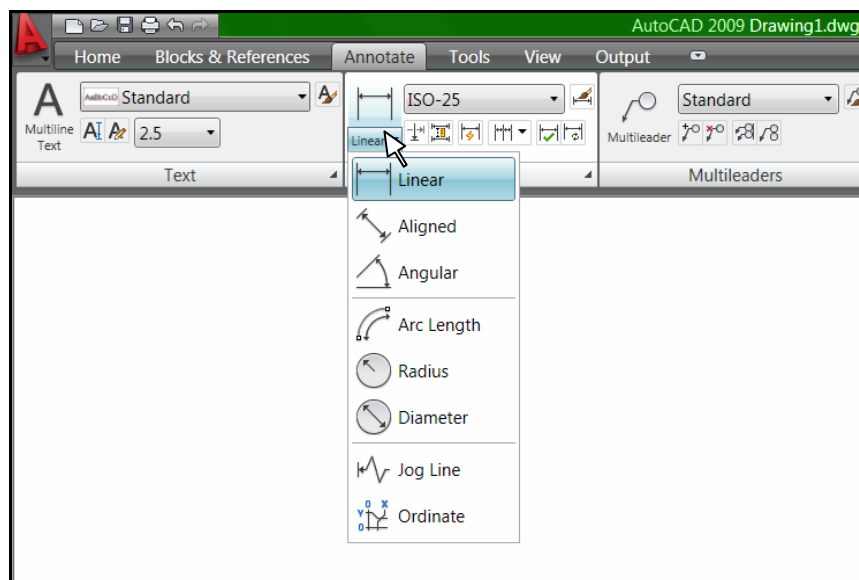 AutoCAD 2009 Drawing1.dwg
Home Blocks & References Annotate Tools View Output
A Standard ISO-25 Standard
Multiline Text 2.5 Linear Multileader
Text Multileaders
Linear
Aligned
Angular
Arc Length
Radius
Diameter
Jog Line
Ordinate